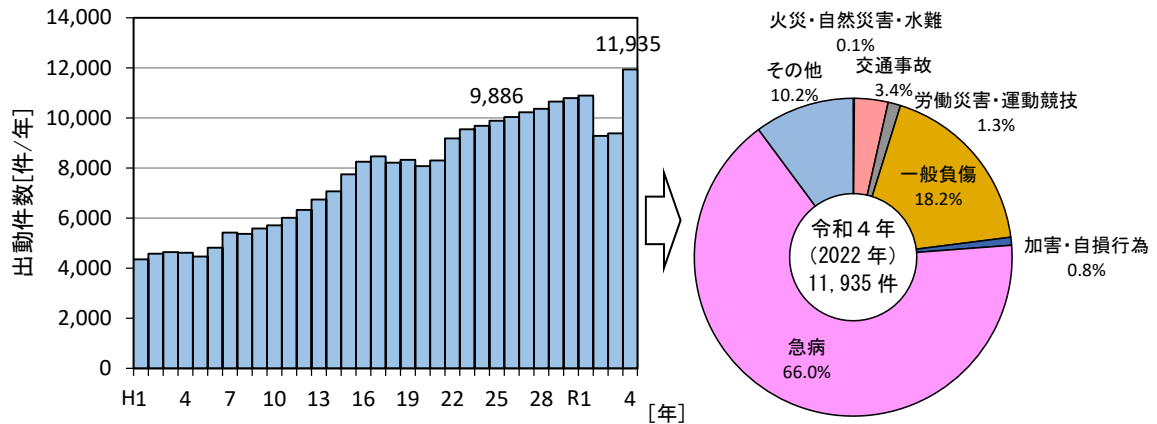 出動件数[件/年]
14,000
12,000
10,000
8,000
6,000
4,000
2,000
0
9,886
11,935
H1 4 7 10 13 16 19 22 25 28 R1 4
[年]
火災・自然災害・水難
0.1%
交通事故
3.4%
労働災害・運動競技
1.3%
一般負傷
18.2%
加害・自損行為
0.8%
急病
66.0%
その他
10.2%
令和４年
（2022 年）
11,935 件